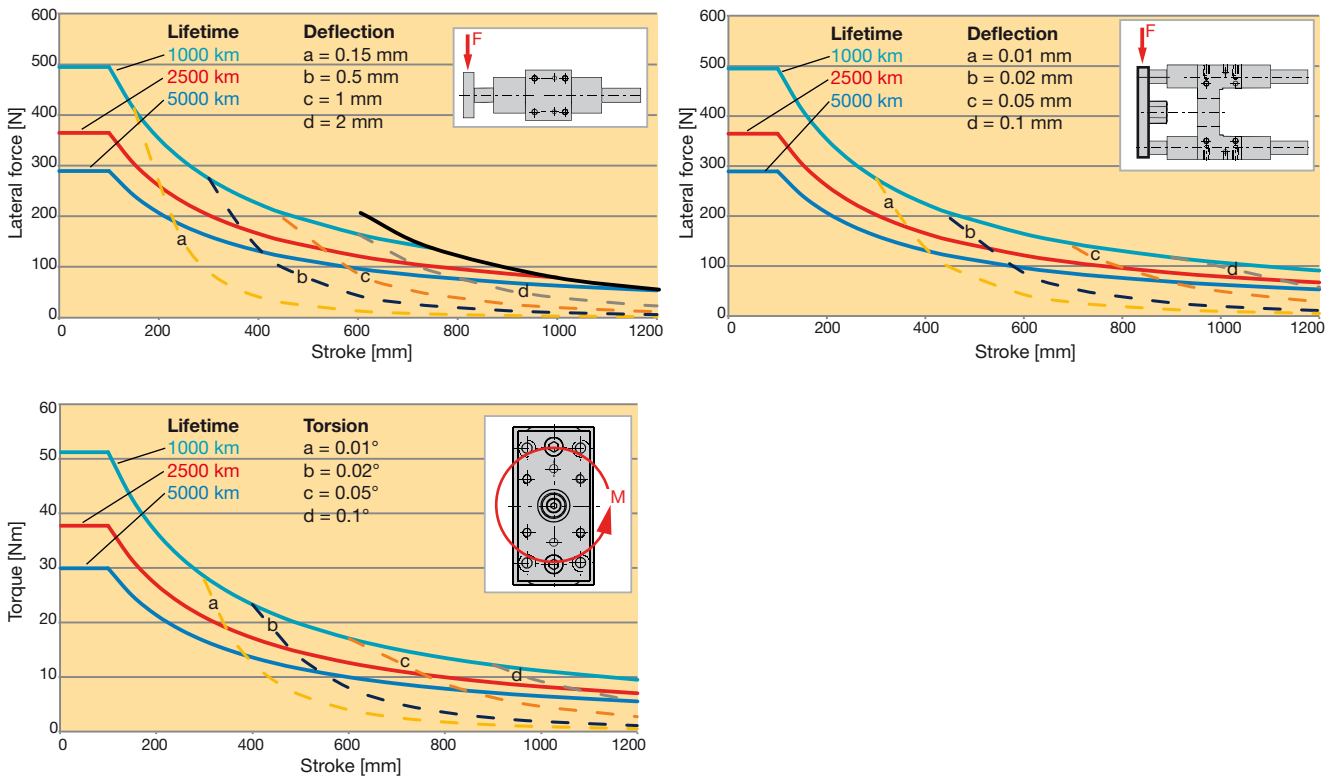 600
500
400
300
200
100
0
Lateral force [N]
Lifetime
1000 km
2500 km
5000 km
Deflection
a = 0.15 mm
b = 0.5 mm
c = 1 mm
d = 2 mm
F
a
b
c
d
0 200 400 600 800 1000 1200
Stroke [mm]
600
500
400
300
200
100
0
Lateral force [N]
Lifetime
1000 km
2500 km
5000 km
Deflection
a = 0.01 mm
b = 0.02 mm
c = 0.05 mm
d = 0.1 mm
F
a
b
c
d
0 200 400 600 800 1000 1200
Stroke [mm]
60
50
40
30
20
10
0
Torque [Nm]
Lifetime
1000 km
2500 km
5000 km
Torsion
a = 0.01°
b = 0.02°
c = 0.05°
d = 0.1°
M
a
b
c
d
0 200 400 600 800 1000 1200
Stroke [mm]